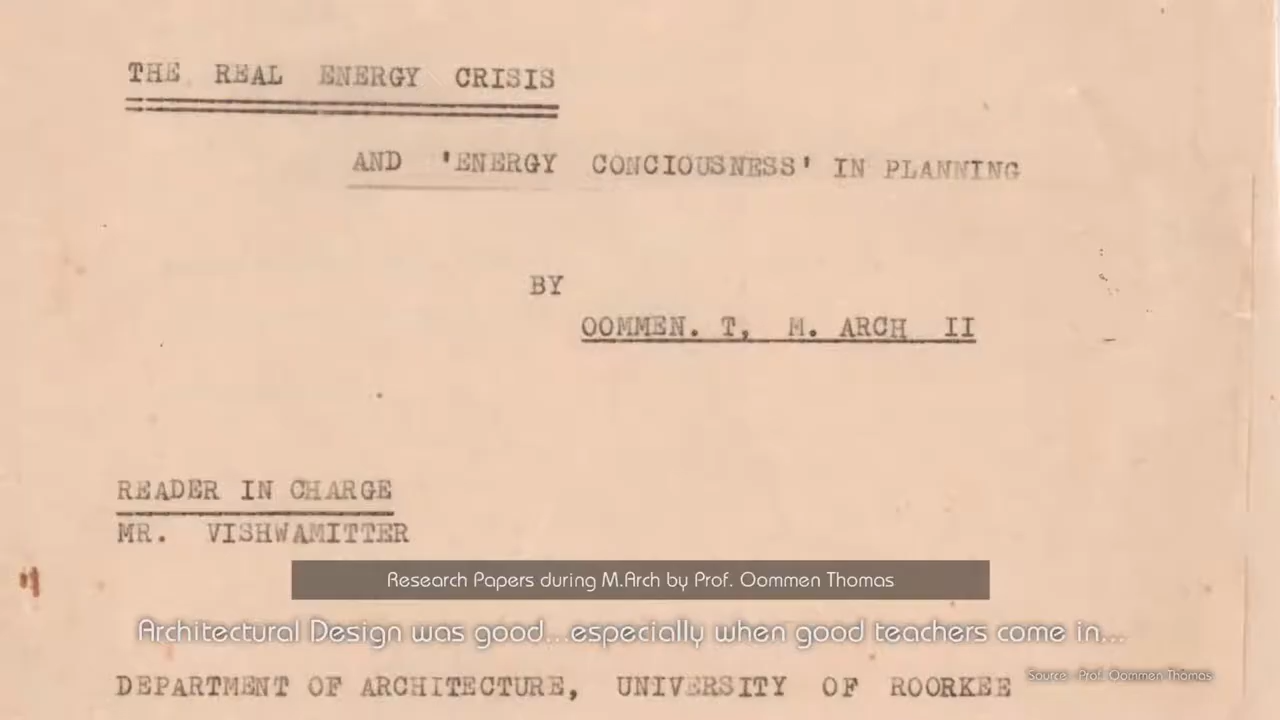 THE REAL ENERGY CRISIS
AND 'ENERGY CONCIOUSNESS' IN PLANNING
BY
OOMMEN. T, M. ARCH II
READER IN CHARGE
MR. VISHWAMITTER
Research Papers during M.Arch by Prof. Oommen Thomas
Architectural Design was good...especially when good teachers come in...
Source - Prof. Oommen Thomas
DEPARTMENT OF ARCHITECTURE, UNIVERSITY OF ROORKEE